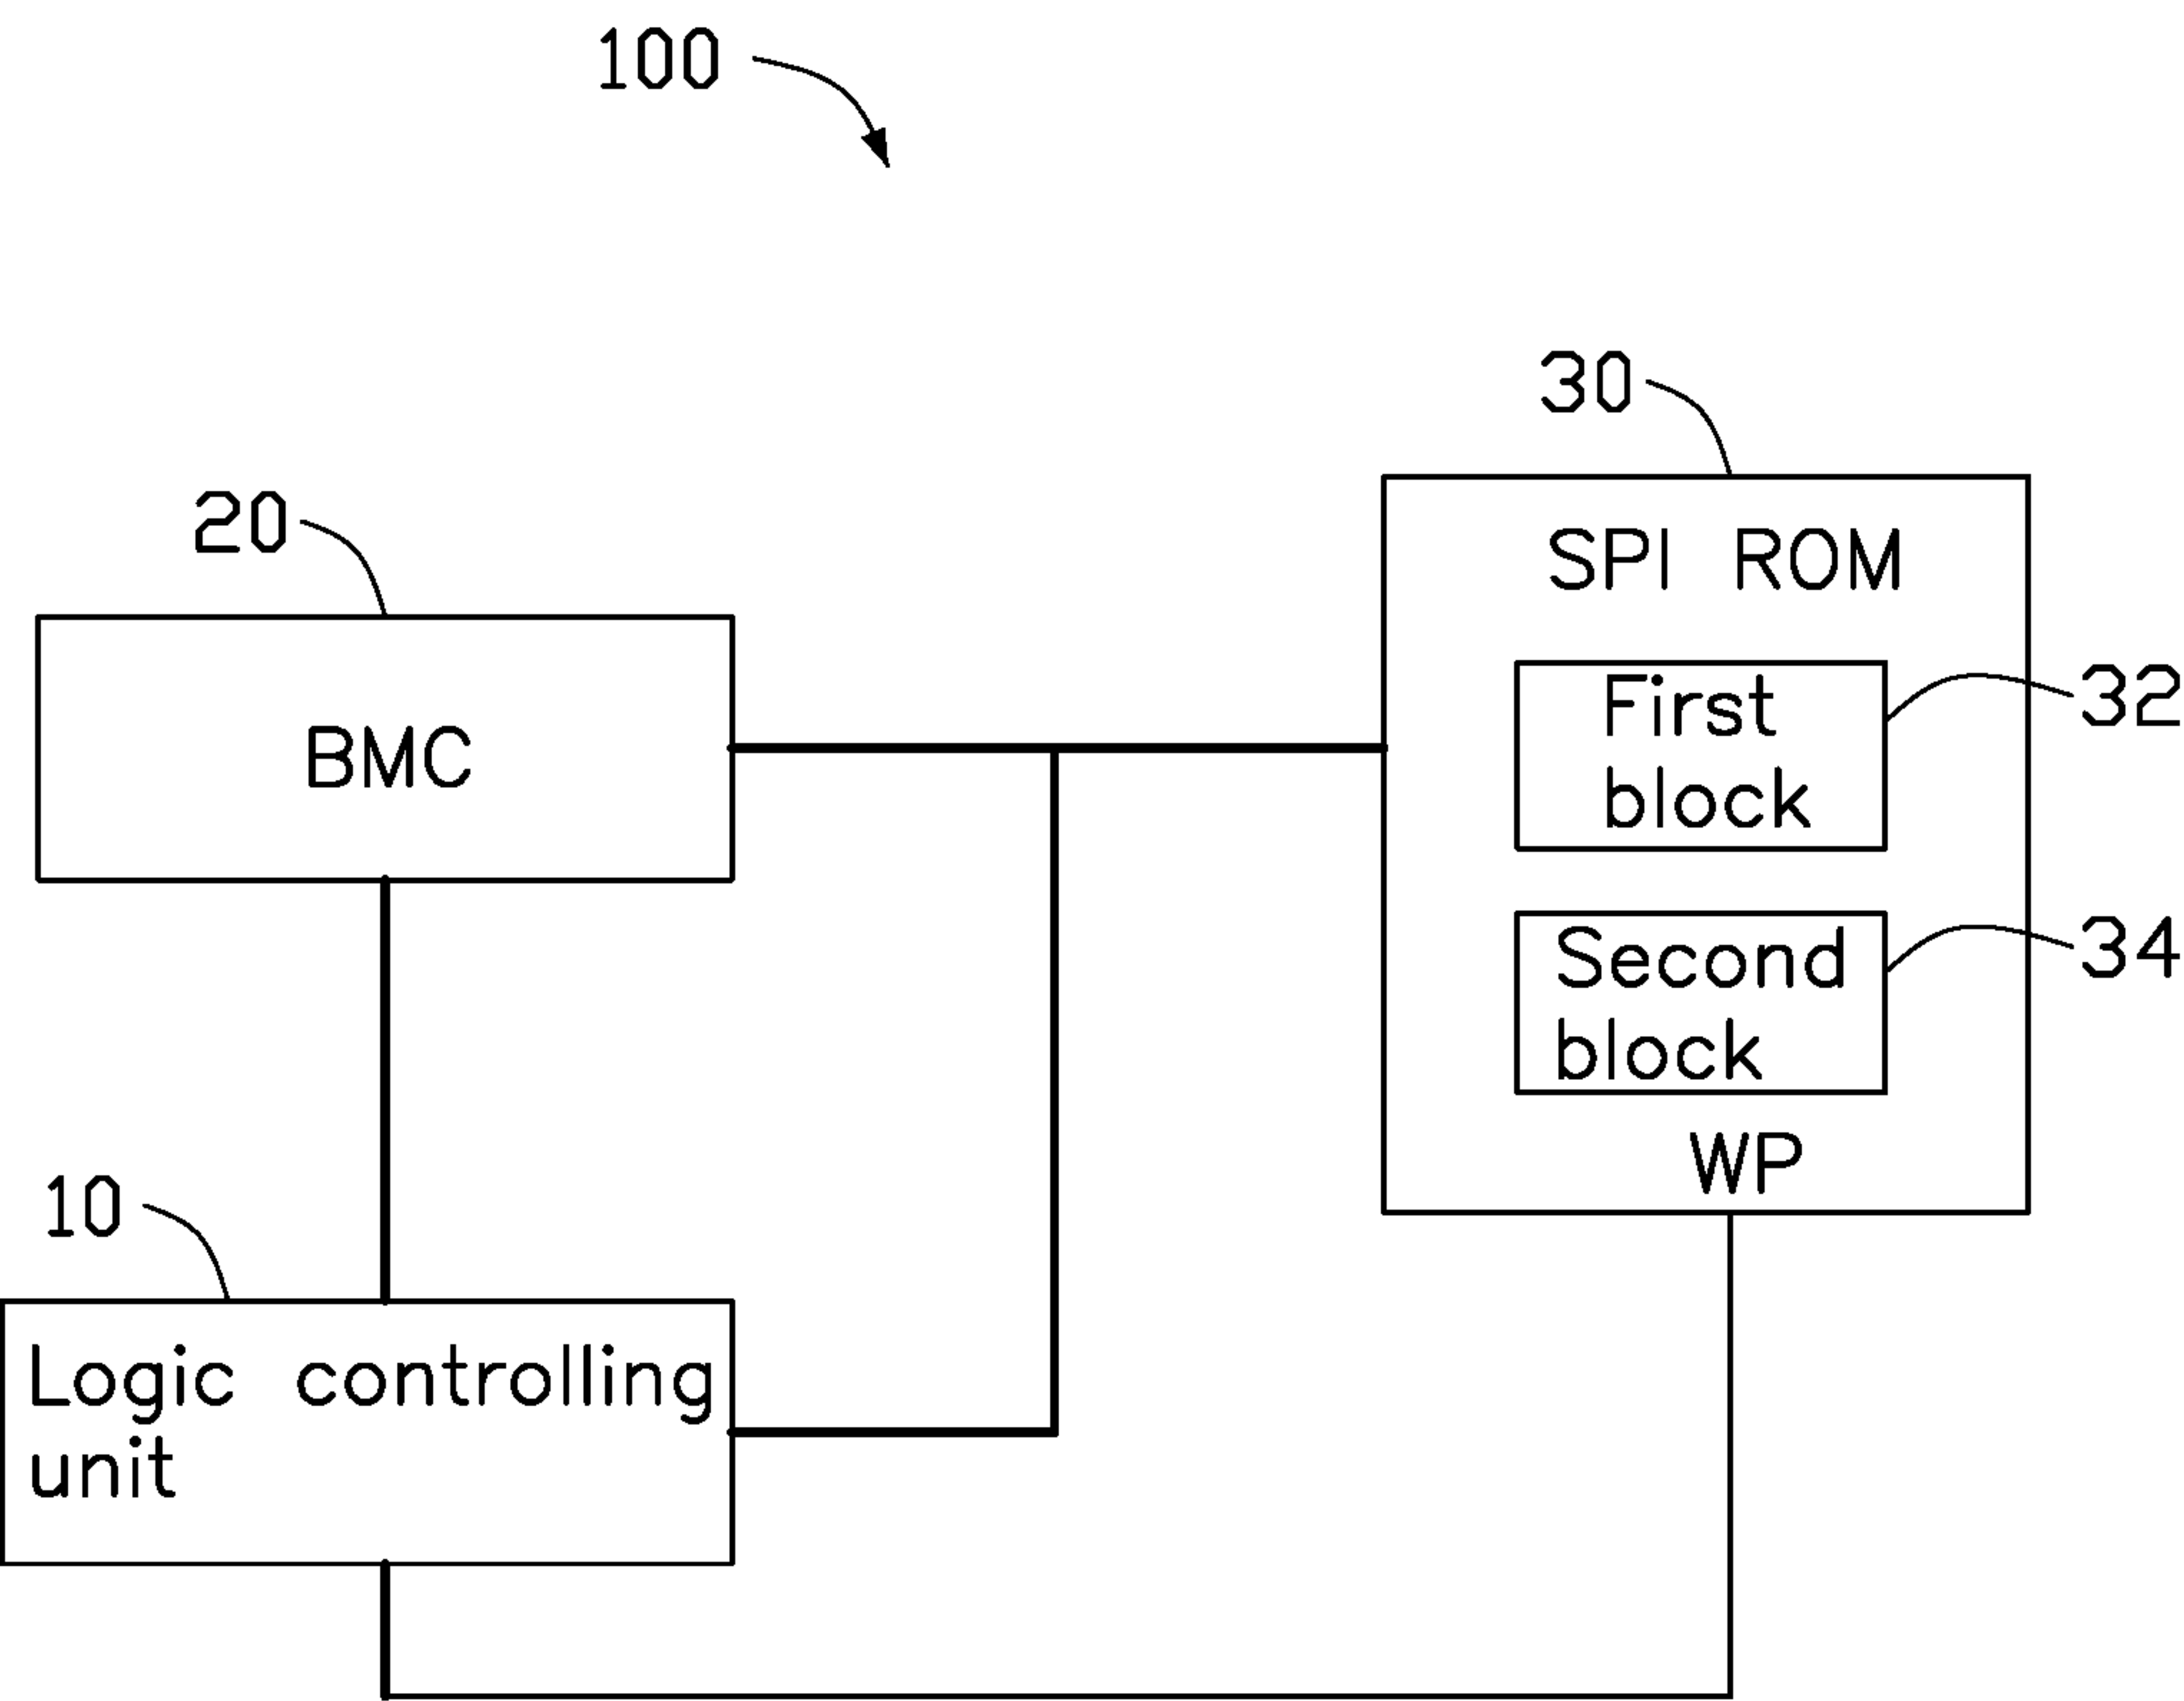 100
30
SPI ROM
20
First
block
32
BMC
Second
block
34
WP
10
Logic controlling
unit